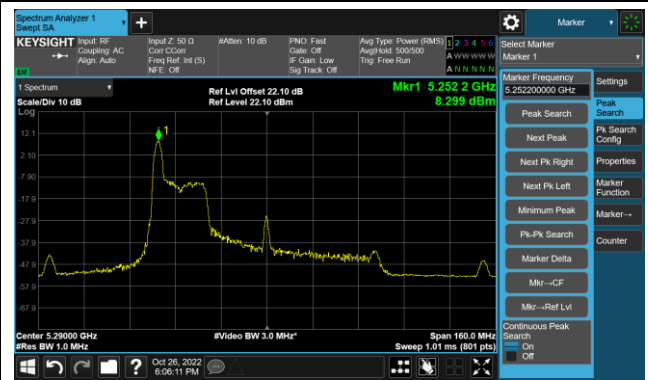 Spectrum Analyzer 1
Swept SA
+
Marker
KEYSIGHT
Input: RF
Coupling: AC
Align: Auto
Input Z: 50 Ω
Corr CCorr
Freq Ref: Int (S)
NFE: Off
#Atten: 10 dB
PNO: Fast
Gate: Off
IF Gain: Low
Sig Track: Off
Avg Type: Power (RMS)
Avg|Hold: 500/500
Trig: Free Run
1 2 3 4 5 6
A W W W W W
A N N N N N
LXI
Select Marker
Marker 1
1 Spectrum
Scale/Div 10 dB
Log
Ref Lvl Offset 22.10 dB
Ref Level 22.10 dBm
Mkr1 5.252 2 GHz
8.299 dBm
12.1
2.10
-7.90
-17.9
-27.9
-37.9
-47.9
-57.9
-67.9
1
Center 5.29000 GHz
#Res BW 1.0 MHz
#Video BW 3.0 MHz*
Span 160.0 MHz
Sweep 1.01 ms (801 pts)
Marker Frequency
5.252200000 GHz
Peak Search
Next Peak
Next Pk Right
Next Pk Left
Minimum Peak
Pk-Pk Search
Marker Delta
Mkr→CF
Mkr→Ref Lvl
Continuous Peak
Search
On
Off
Settings
Peak
Search
Pk Search
Config
Properties
Marker
Function
Marker→
Counter
?
Oct 26, 2022
6:06:11 PM